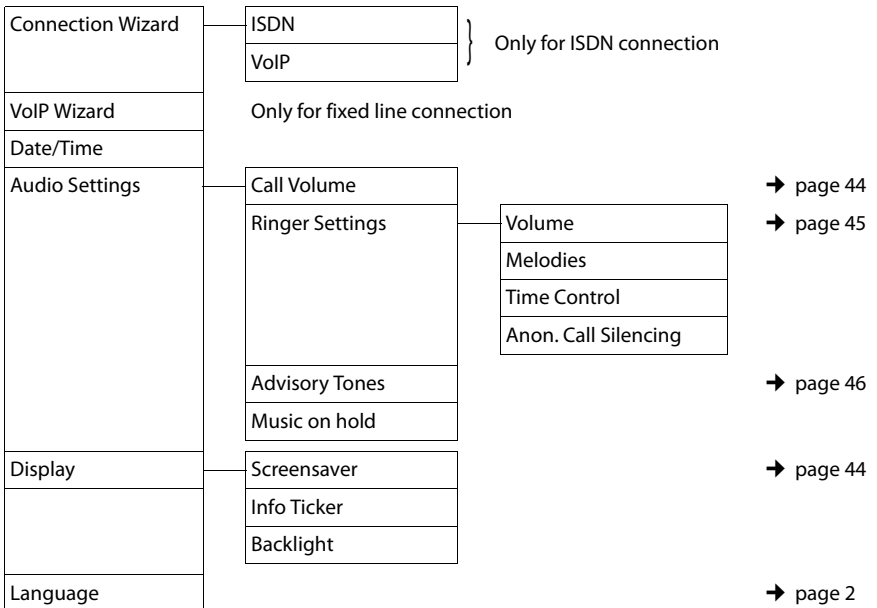 Connection Wizard ISDN
Only for ISDN connection
VoIP
VoIP Wizard Only for fixed line connection
Date/Time
Audio Settings Call Volume ➔ page 44
Ringer Settings Volume ➔ page 45
Melodies
Time Control
Anon. Call Silencing
Advisory Tones ➔ page 46
Music on hold
Display Screensaver ➔ page 44
Info Ticker
Backlight
Language ➔ page 2